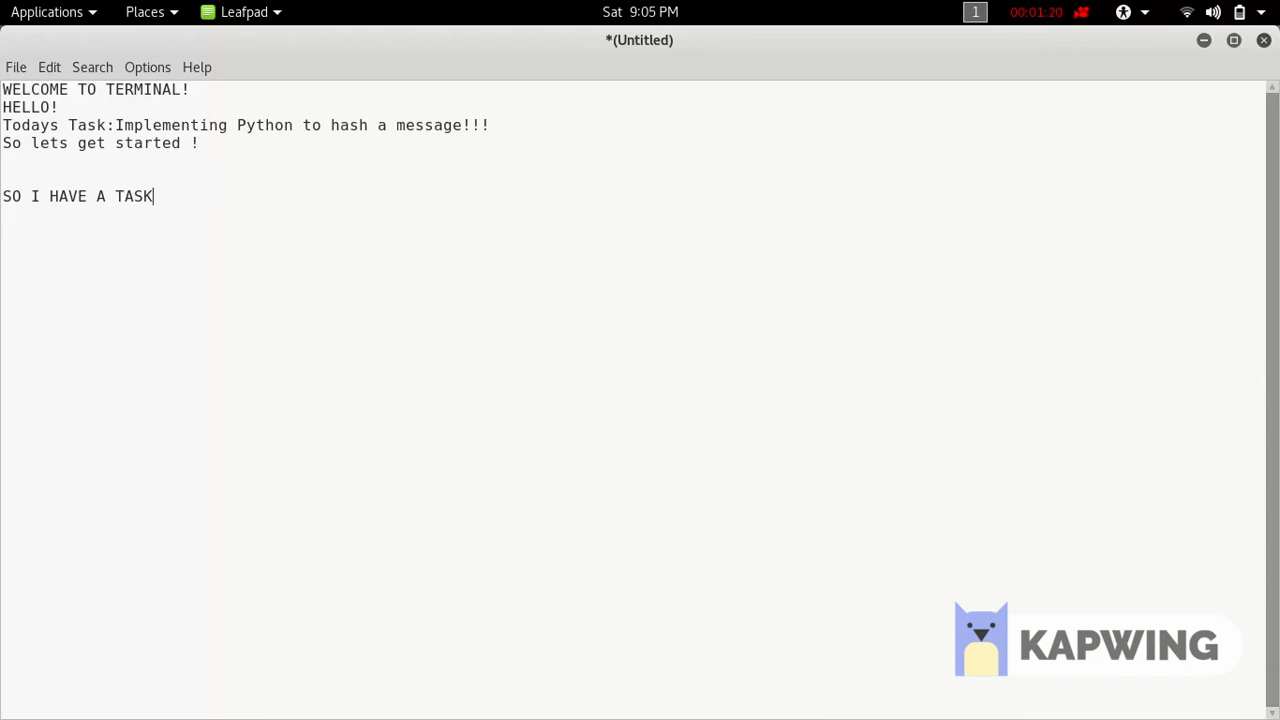 Applications Places Leafpad Sat 9:05 PM 1 00:01:20
*(Untitled)
File Edit Search Options Help
WELCOME TO TERMINAL!
HELLO!
Todays Task:Implementing Python to hash a message!!!
So lets get started !
SO I HAVE A TASK
KAPWING